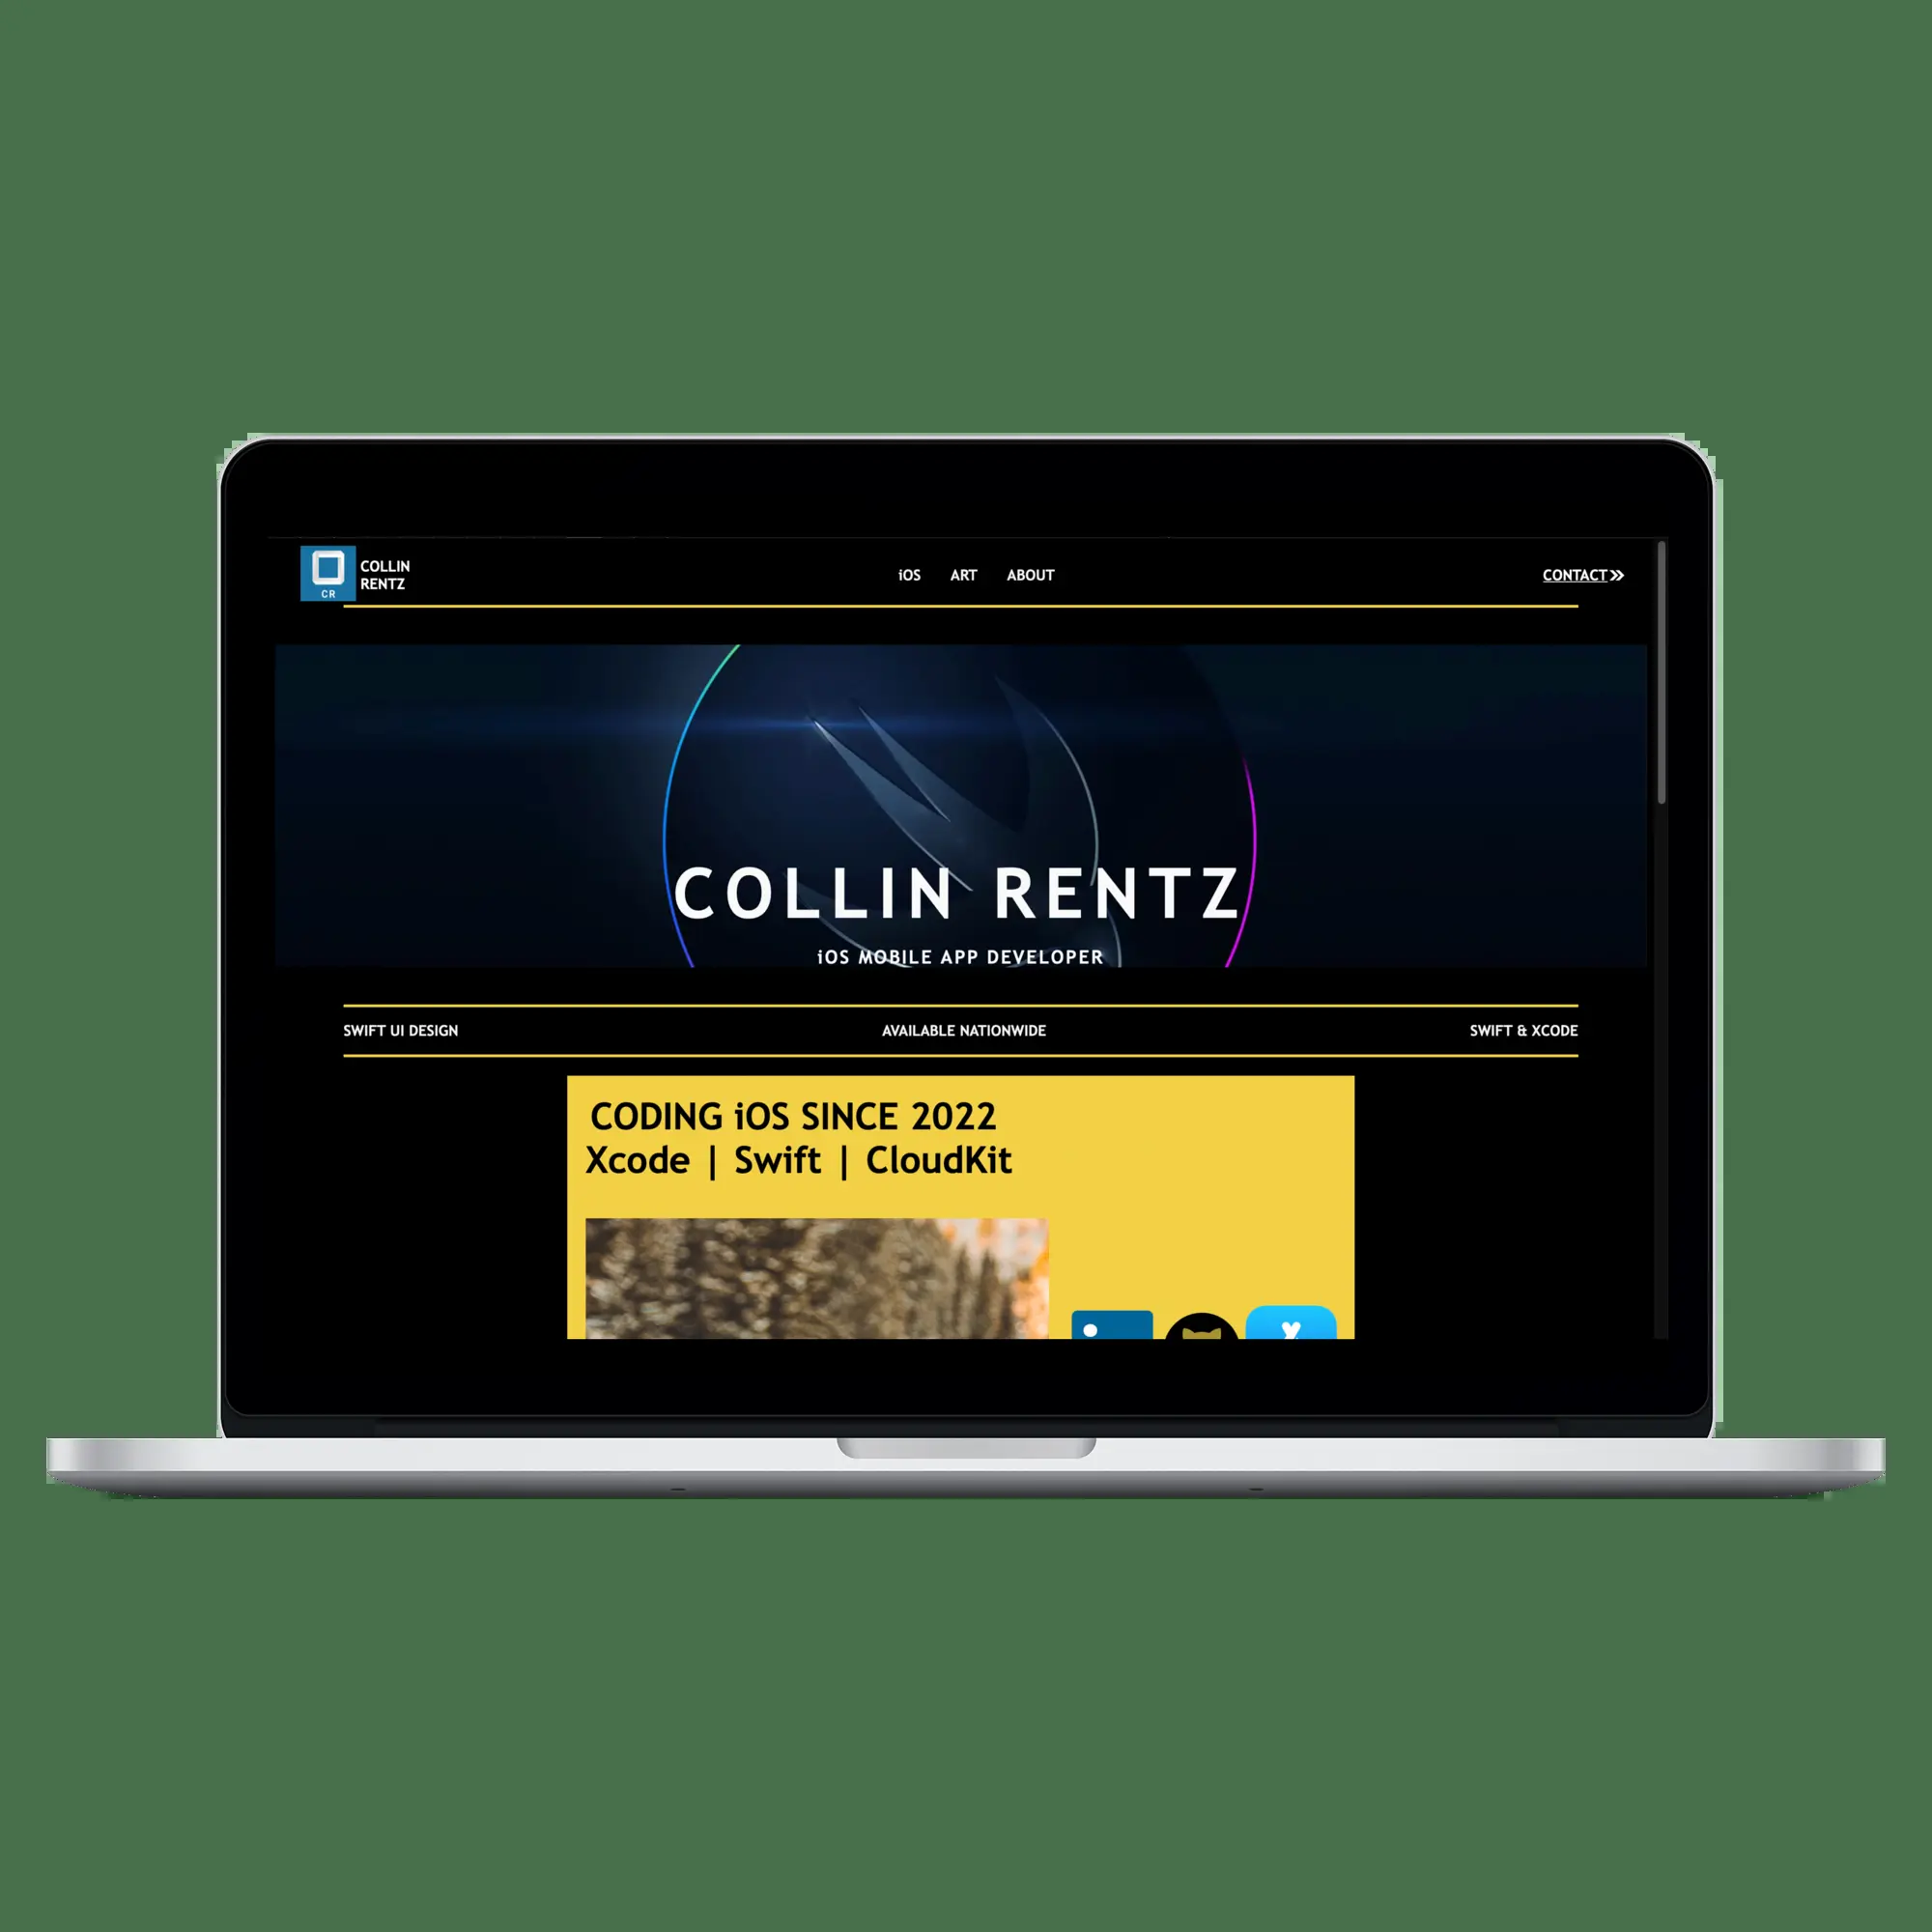 CR
COLLIN
RENTZ
iOS ART ABOUT
CONTACT »
COLLIN RENTZ
iOS MOBILE APP DEVELOPER
SWIFT UI DESIGN AVAILABLE NATIONWIDE SWIFT & XCODE
CODING iOS SINCE 2022
Xcode | Swift | CloudKit